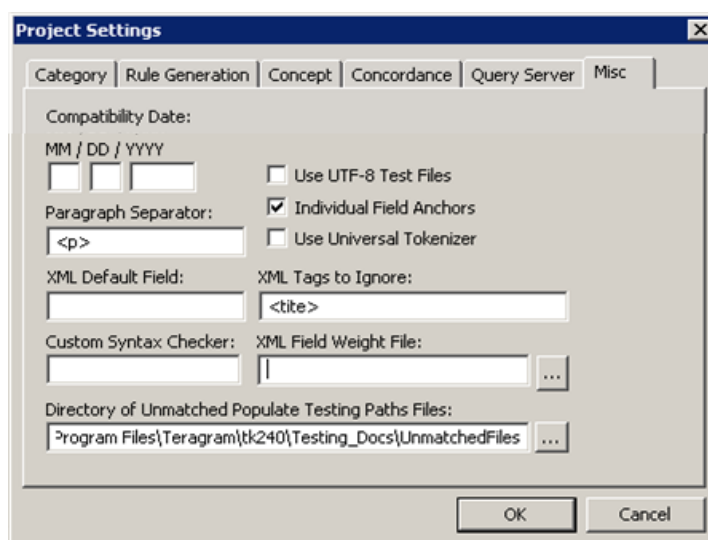 Project Settings
Category Rule Generation Concept Concordance Query Server Misc
Compatibility Date:
MM / DD / YYYY
Use UTF-8 Test Files
Paragraph Separator:
Individual Field Anchors
<p>
Use Universal Tokenizer
XML Default Field: XML Tags to Ignore:
<tite>
Custom Syntax Checker: XML Field Weight File:
...
Directory of Unmatched Populate Testing Paths Files:
Program Files\Teragram\tk240\Testing_Docs\UnmatchedFiles ...
OK Cancel